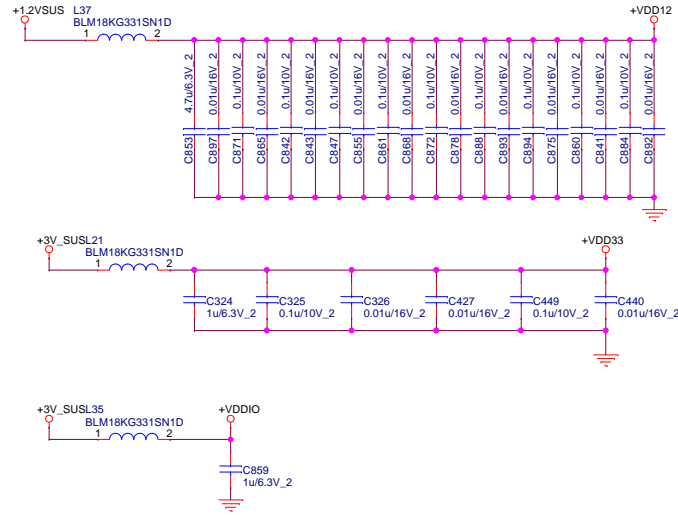 +1.2VSUS L37 +VDD12
BLM18KG331SN1D
1 2
4.7u/6.3V_2
0.01u/16V_2
0.1u/10V_2
0.01u/16V_2
0.1u/10V_2
0.01u/16V_2
0.1u/10V_2
0.01u/16V_2
0.1u/10V_2
0.01u/16V_2
0.1u/10V_2
0.01u/16V_2
0.1u/10V_2
0.01u/16V_2
0.1u/10V_2
0.01u/16V_2
0.1u/10V_2
0.01u/16V_2
0.1u/10V_2
0.01u/16V_2
C853
C897
C871
C865
C842
C843
C847
C855
C861
C868
C872
C878
C888
C893
C894
C875
C860
C841
C884
C892
+3V_SUSL21 +VDD33
BLM18KG331SN1D
1 2
C324 C325 C326 C427 C449 C440
1u/6.3V_2 0.1u/10V_2 0.01u/16V_2 0.01u/16V_2 0.1u/10V_2 0.01u/16V_2
+3V_SUSL35 +VDDIO
BLM18KG331SN1D
1 2
C859
1u/6.3V_2